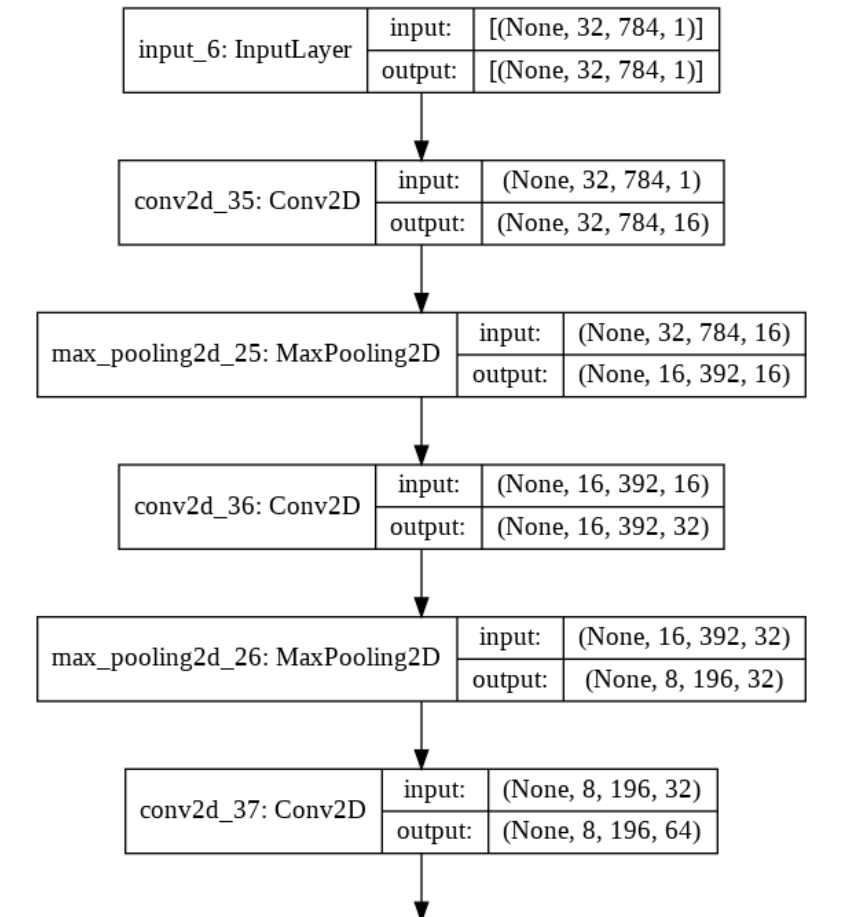 input_6: InputLayer
input: [(None, 32, 784, 1)]
output: [(None, 32, 784, 1)]
conv2d_35: Conv2D
input: (None, 32, 784, 1)
output: (None, 32, 784, 16)
max_pooling2d_25: MaxPooling2D
input: (None, 32, 784, 16)
output: (None, 16, 392, 16)
conv2d_36: Conv2D
input: (None, 16, 392, 16)
output: (None, 16, 392, 32)
max_pooling2d_26: MaxPooling2D
input: (None, 16, 392, 32)
output: (None, 8, 196, 32)
conv2d_37: Conv2D
input: (None, 8, 196, 32)
output: (None, 8, 196, 64)